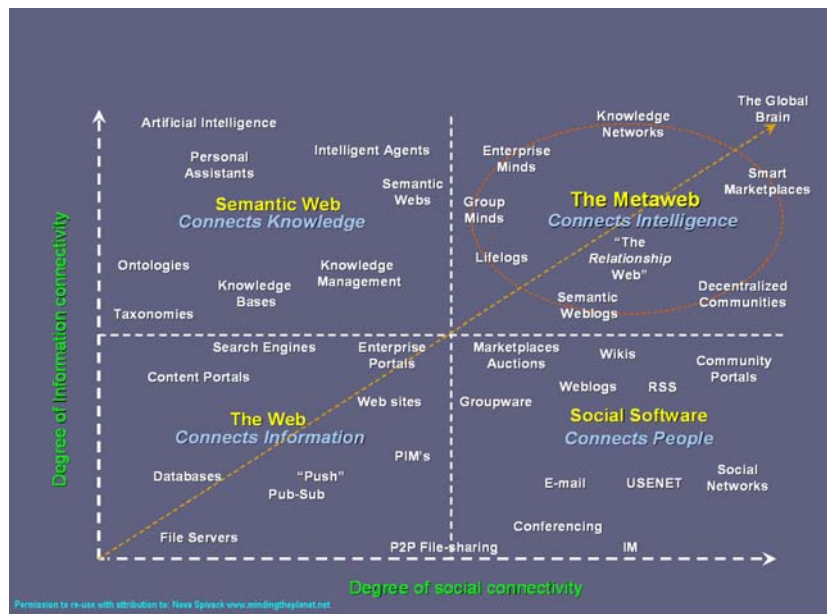 The Global
Brain
Artificial Intelligence
Knowledge
Networks
Personal
Assistants
Intelligent Agents
Enterprise
Minds
Semantic
Webs
Smart
Marketplaces
Semantic Web
Connects Knowledge
Group
Minds
The Metaweb
Connects Intelligence
Ontologies
Knowledge
Bases
Knowledge
Management
Lifelogs
“The
Relationship
Web”
Taxonomies
Semantic
Weblogs
Decentralized
Communities
Search Engines
Enterprise
Portals
Marketplaces
Auctions
Wikis
Community
Portals
Content Portals
Web sites
Groupware
Weblogs
RSS
The Web
Connects Information
Social Software
Connects People
PIM's
Databases
“Push”
Pub-Sub
E-mail
USENET
Social
Networks
File Servers
P2P File-sharing
Conferencing
IM
Degree of Information connectivity
Degree of social connectivity
Permission to re-use with attribution to: Nova Spivack www.mindingtheplanet.net